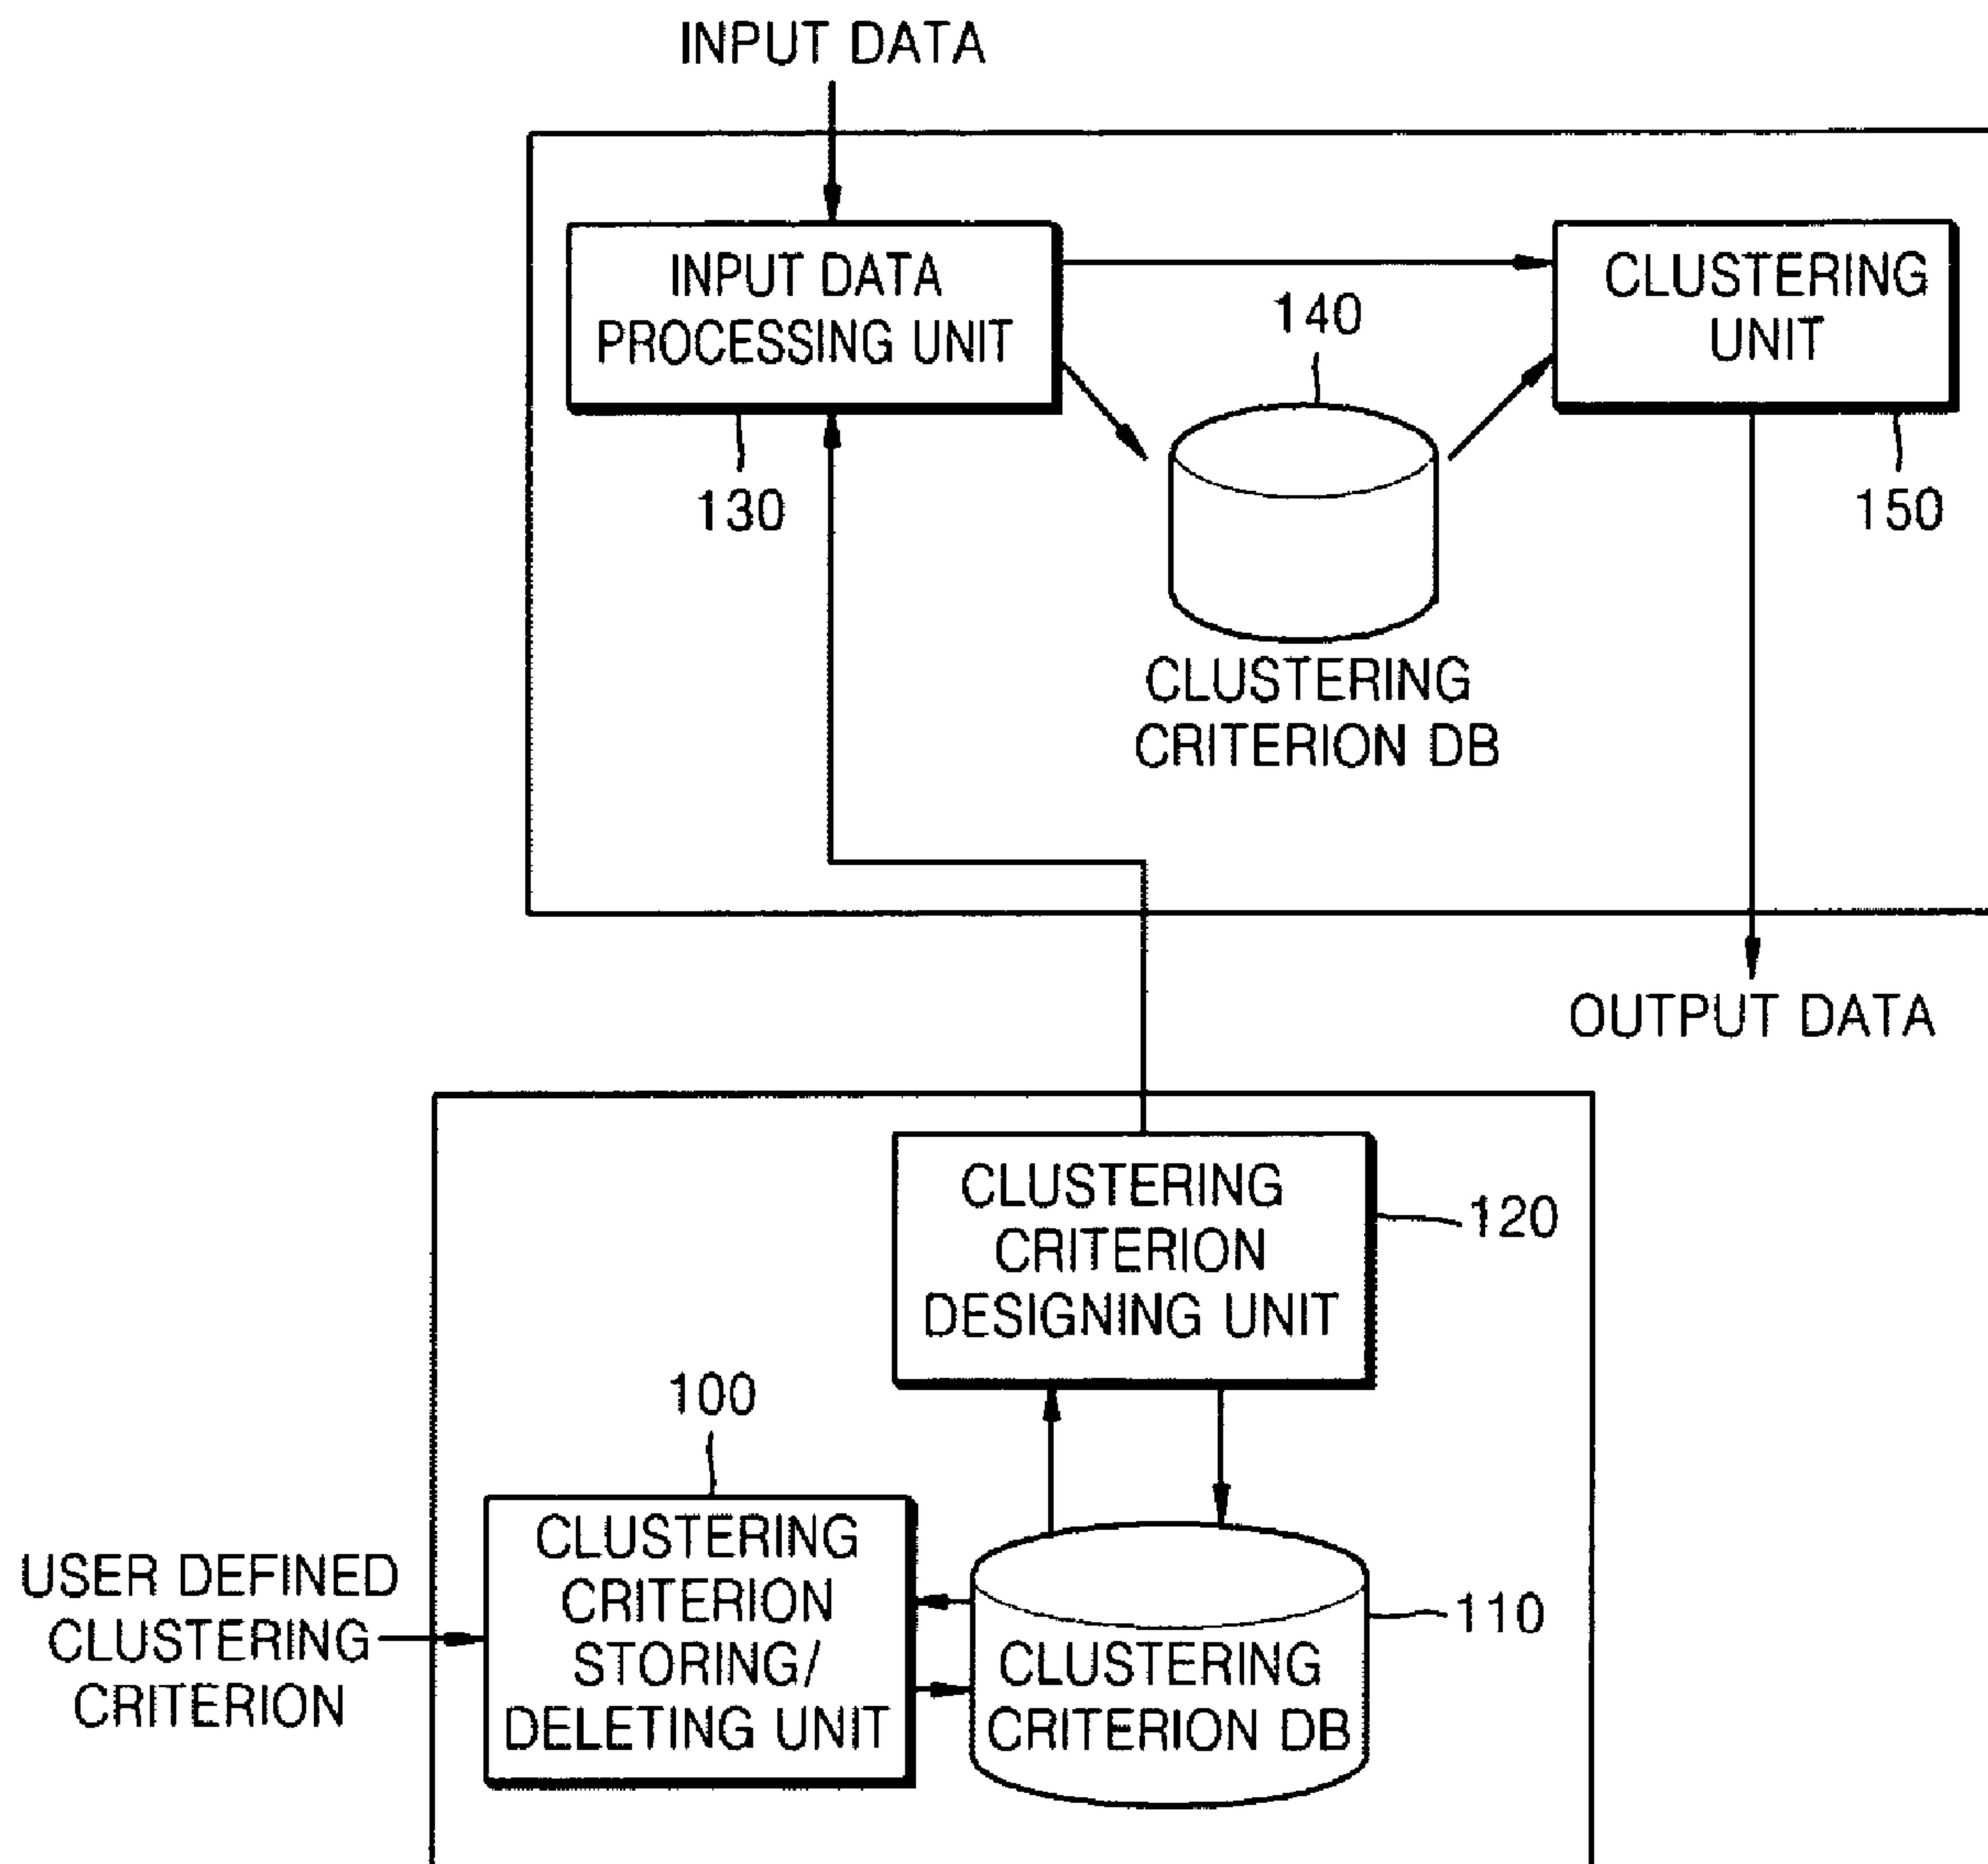 INPUT DATA
INPUT DATA
PROCESSING UNIT
130
140
CLUSTERING
CRITERION DB
CLUSTERING
UNIT
150
OUTPUT DATA
CLUSTERING
CRITERION
DESIGNING UNIT
120
100
CLUSTERING
CRITERION
STORING/
DELETING UNIT
USER DEFINED
CLUSTERING
CRITERION
CLUSTERING
CRITERION DB
110